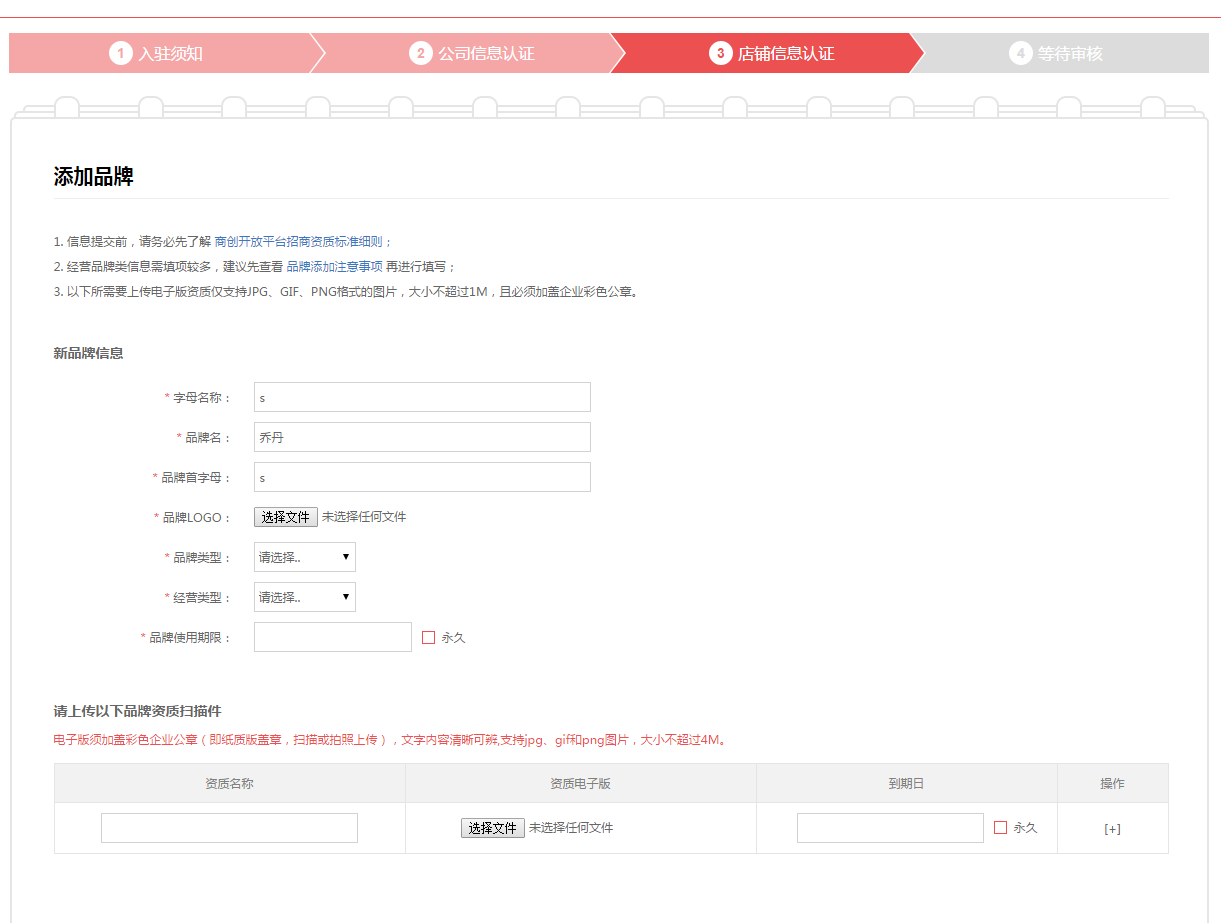 1 入驻须知 2 公司信息认证 3 店铺信息认证 4 等待审核
添加品牌
1. 信息提交前，请务必先了解 商创开放平台招商资质标准细则；
2. 经营品牌类信息需填项较多，建议先查看 品牌添加注意事项 再进行填写；
3. 以下所需要上传电子版资质仅支持JPG、GIF、PNG格式的图片，大小不超过1M，且必须加盖企业彩色公章。
新品牌信息
* 字母名称： s
* 品牌名： 乔丹
* 品牌首字母： s
* 品牌LOGO： 选择文件 未选择任何文件
* 品牌类型： 请选择..
* 经营类型： 请选择..
* 品牌使用期限： 永久
请上传以下品牌资质扫描件
电子版须加盖彩色企业公章（即纸质版盖章，扫描或拍照上传），文字内容清晰可辨,支持jpg、gif和png图片，大小不超过4M。
资质名称 资质电子版 到期日 操作
选择文件 未选择任何文件 永久 [+]